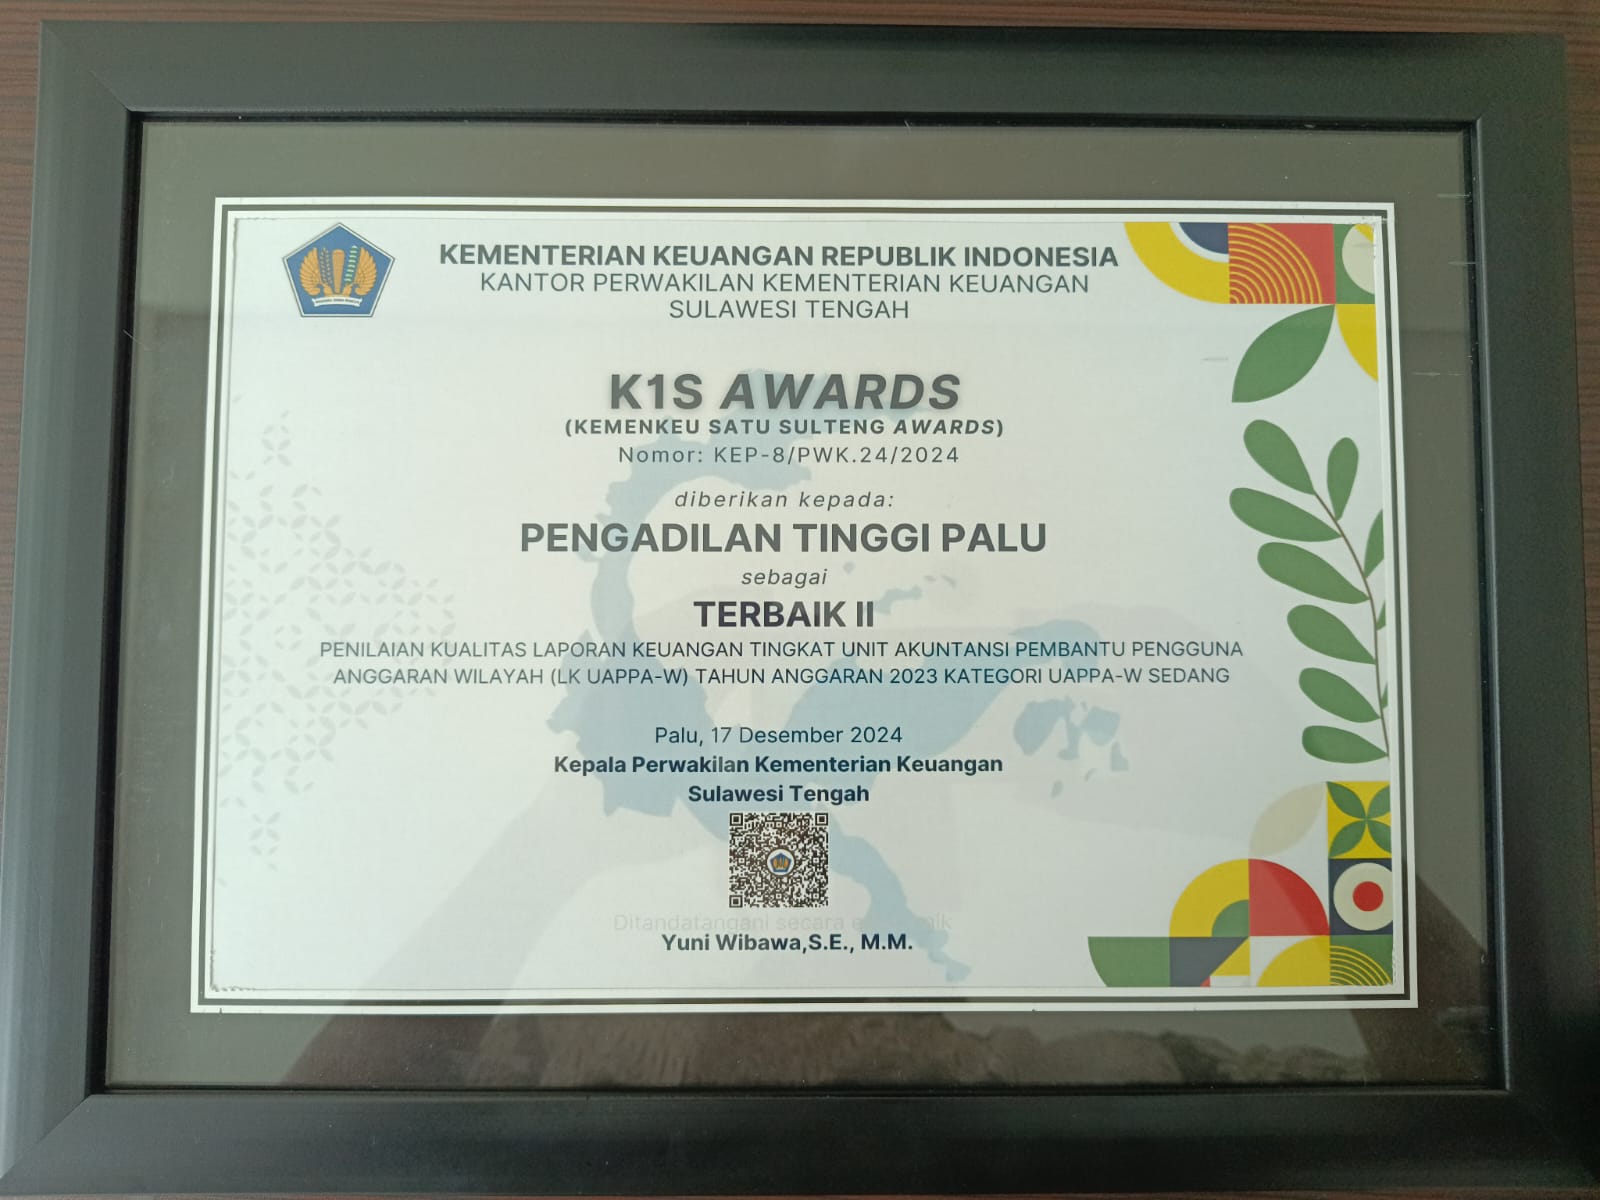 KEMENTERIAN KEUANGAN REPUBLIK INDONESIA
KANTOR PERWAKILAN KEMENTERIAN KEUANGAN
SULAWESI TENGAH
K1S AWARDS
(KEMENKEU SATU SULTENG AWARDS)
Nomor: KEP-8/PWK.24/2024
diberikan kepada:
PENGADILAN TINGGI PALU
sebagai
TERBAIK II
PENILAIAN KUALITAS LAPORAN KEUANGAN TINGKAT UNIT AKUNTANSI PEMBANTU PENGGUNA
ANGGARAN WILAYAH (LK UAPPA-W) TAHUN ANGGARAN 2023 KATEGORI UAPPA-W SEDANG
Palu, 17 Desember 2024
Kepala Perwakilan Kementerian Keuangan
Sulawesi Tengah
Ditandatangani secara
Yuni Wibawa,S.E., M.M.